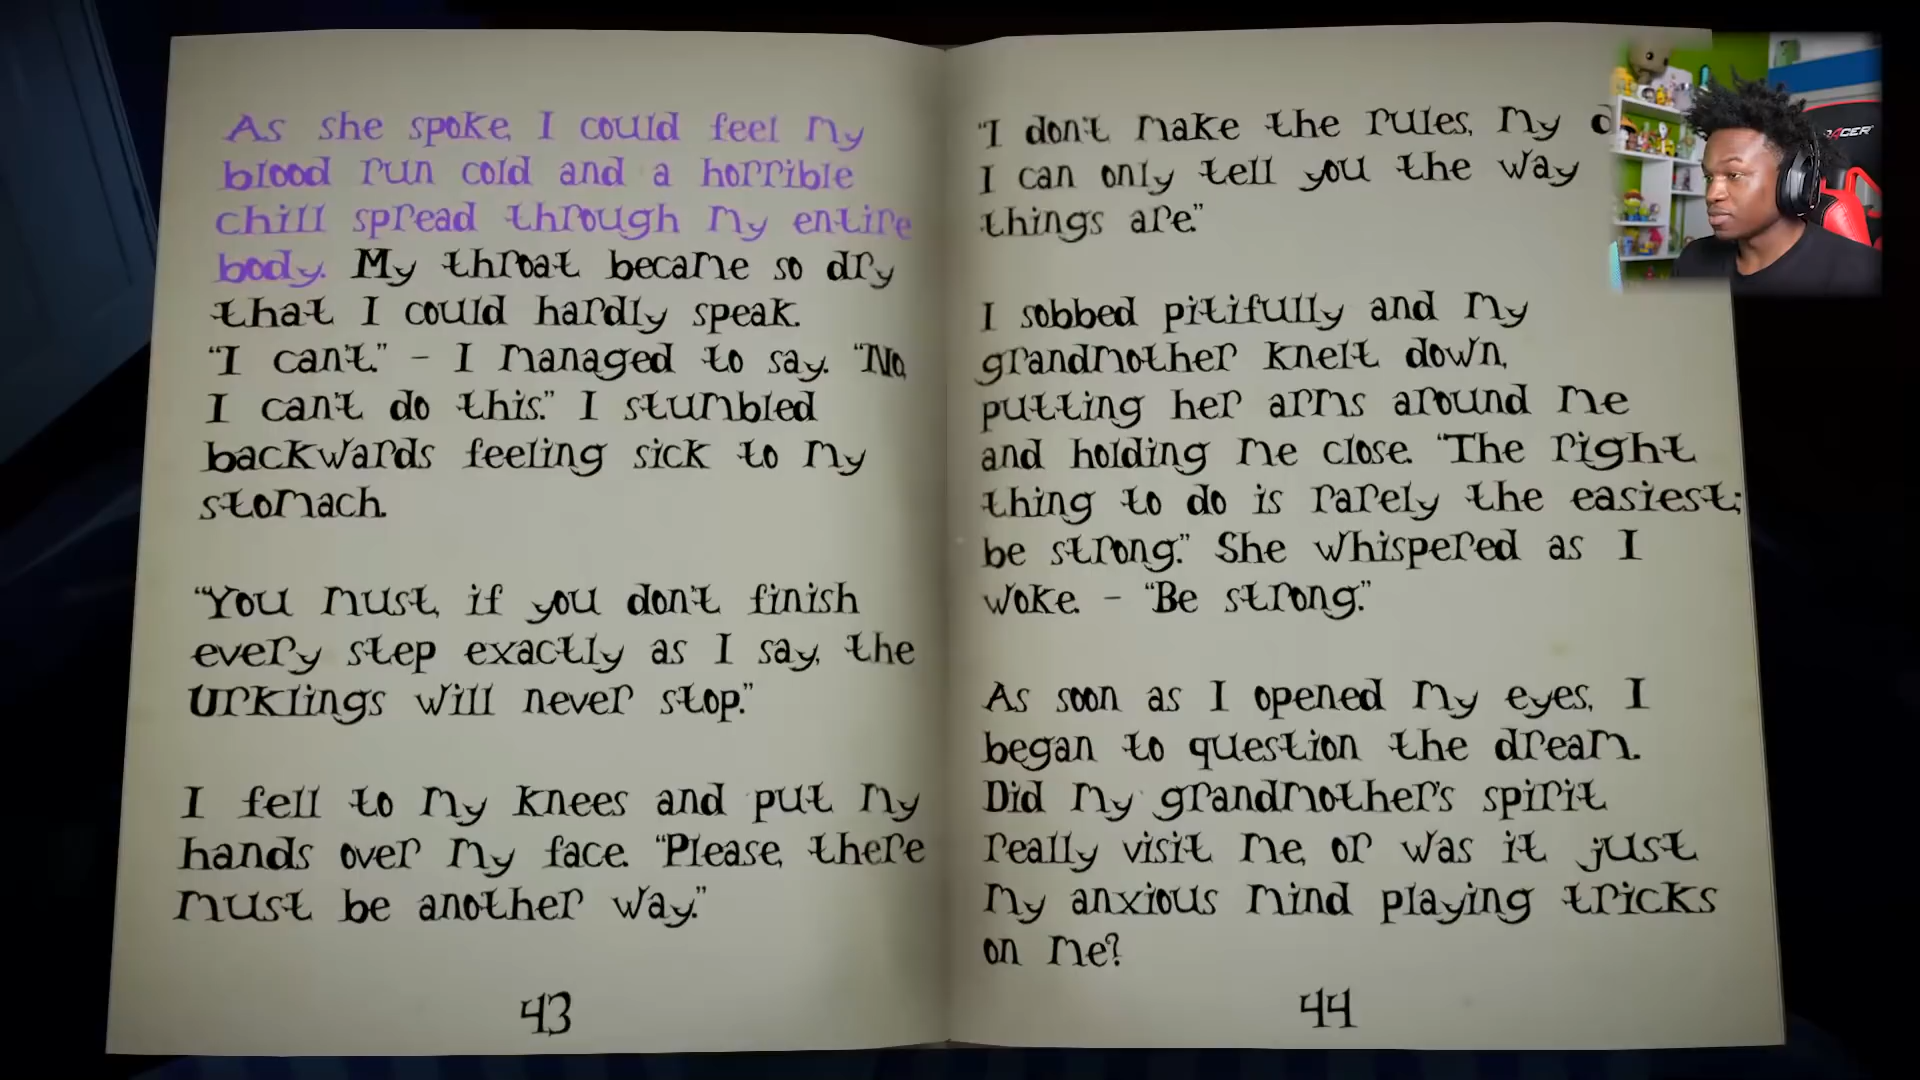 As she spoke, I could feel my
blood run cold and a horrible
chill spread through my entire
body. My throat became so dry
that I could hardly speak.
"I can't." - I managed to say. "No,
I can't do this." I stumbled
backwards feeling sick to my
stomach.
"You must, if you don't finish
every step exactly as I say, the
Urklings will never stop."
I fell to my knees and put my
hands over my face. "Please, there
must be another way."
43
"I don't make the rules, my
I can only tell you the way
things are."
I sobbed pitifully and my
grandmother knelt down,
putting her arms around me
and holding me close. "The right
thing to do is rarely the easiest;
be strong." She whispered as I
woke. - "Be strong."
As soon as I opened my eyes, I
began to question the dream.
Did my grandmother's spirit
really visit me, or was it just
my anxious mind playing tricks
on me?
44